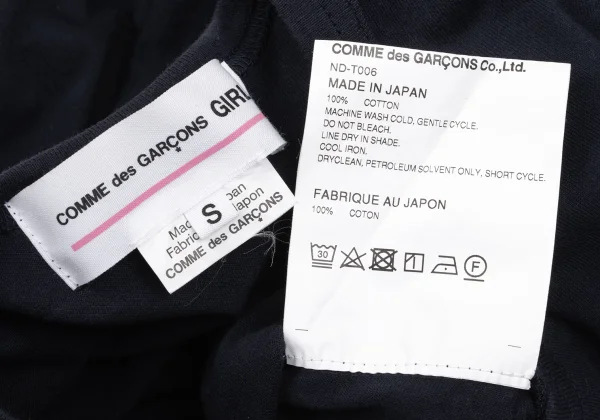 COMME des GARÇONS GIRL
S
Made in Japan
Fabriqué au Japon
COMME des GARÇONS
COMME des GARÇONS Co.,Ltd.
ND-T006
MADE IN JAPAN
100% COTTON
MACHINE WASH COLD, GENTLE CYCLE.
DO NOT BLEACH.
LINE DRY IN SHADE.
COOL IRON.
DRYCLEAN, PETROLEUM SOLVENT ONLY, SHORT CYCLE.
FABRIQUE AU JAPON
100% COTON
30
F